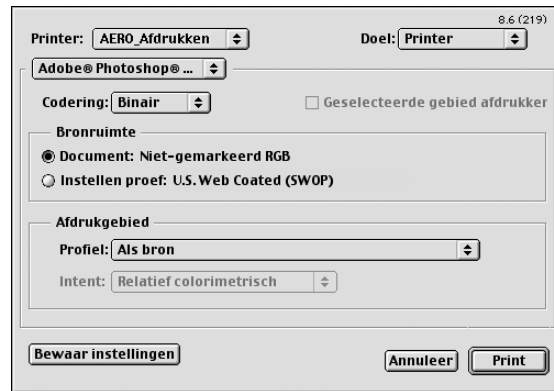 8.6 (219)
Printer: AERO_Afdrukken Doel: Printer
Adobe® Photoshop® ...
Codering: Binair Geselecteerde gebied afdrukker
Bronruimte
Document: Niet-gemarkeerd RGB
Instellen proef: U.S. Web Coated (SWOP)
Afdrukgebied
Profiel: Als bron
Intent: Relatief colorimetrisch
Bewaar instellingen Annuleer Print